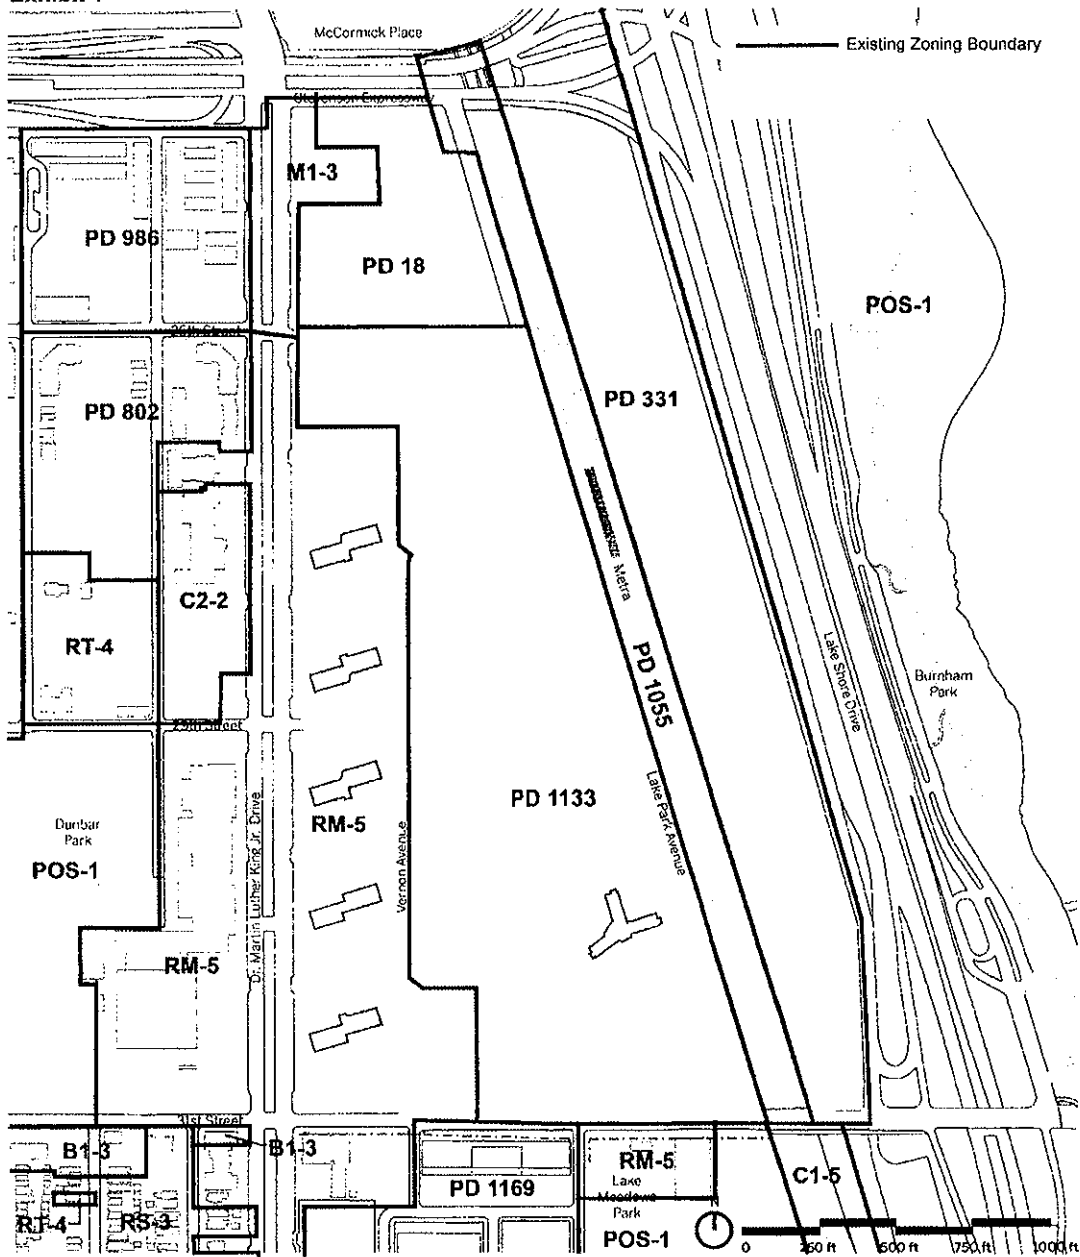 McCormick Place
Existing Zoning Boundary
Stevenson Expressway
M1-3
PD 986
PD 18
POS-1
26th Street
PD 331
PD 802
Metra
C2-2
RT-4
PD 1055
Lake Shore Drive
Burnham
Park
29th Street
PD 1133
Lake Park Avenue
Dunbar
Park
POS-1
RM-5
Vernon Avenue
Dr. Martin Luther King Jr. Drive
RM-5
31st Street
B1-3
B1-3
RM-5
Lake
Meadows
Park
C1-5
PD 1169
RT-4
RS-3
POS-1
0 250 ft 500 ft 750 ft 1000 ft